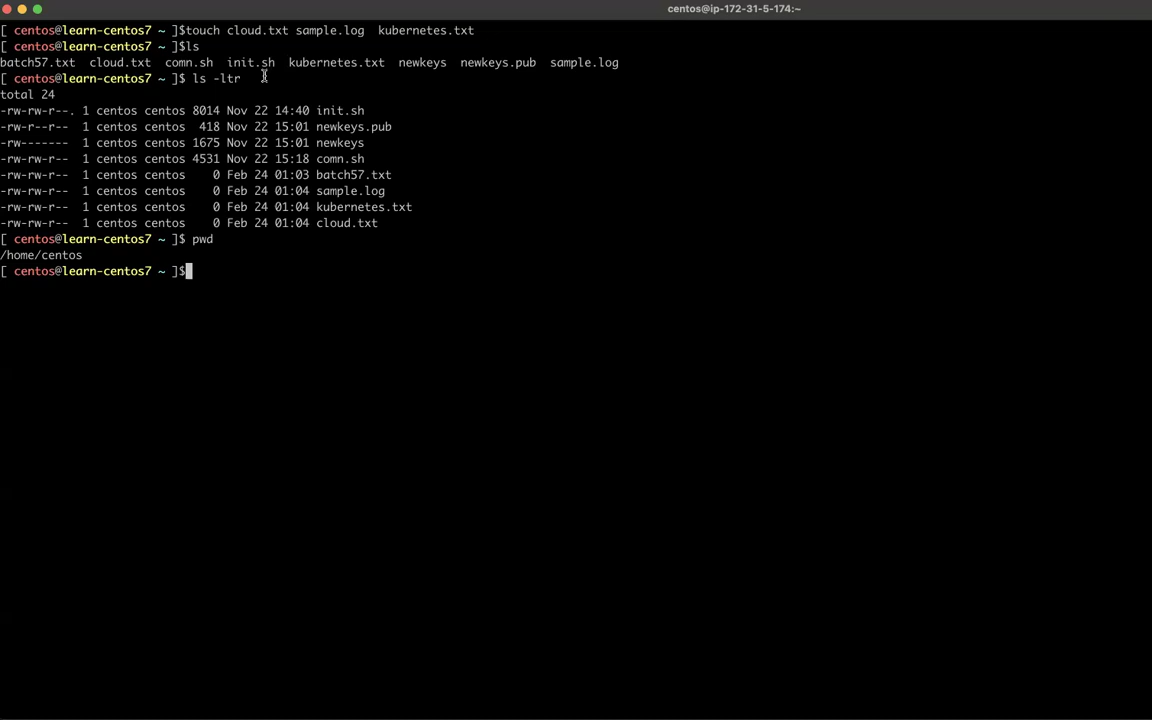 centos@ip-172-31-5-174:~
[ centos@learn-centos7 ~ ]$touch cloud.txt sample.log  kubernetes.txt
[ centos@learn-centos7 ~ ]$ls
batch57.txt  cloud.txt  comn.sh  init.sh  kubernetes.txt  newkeys  newkeys.pub  sample.log
[ centos@learn-centos7 ~ ]$ ls -ltr
total 24
-rw-rw-r--. 1 centos centos 8014 Nov 22 14:40 init.sh
-rw-r--r--  1 centos centos  418 Nov 22 15:01 newkeys.pub
-rw-------  1 centos centos 1675 Nov 22 15:01 newkeys
-rw-rw-r--  1 centos centos 4531 Nov 22 15:18 comn.sh
-rw-rw-r--  1 centos centos    0 Feb 24 01:03 batch57.txt
-rw-rw-r--  1 centos centos    0 Feb 24 01:04 sample.log
-rw-rw-r--  1 centos centos    0 Feb 24 01:04 kubernetes.txt
-rw-rw-r--  1 centos centos    0 Feb 24 01:04 cloud.txt
[ centos@learn-centos7 ~ ]$ pwd
/home/centos
[ centos@learn-centos7 ~ ]$